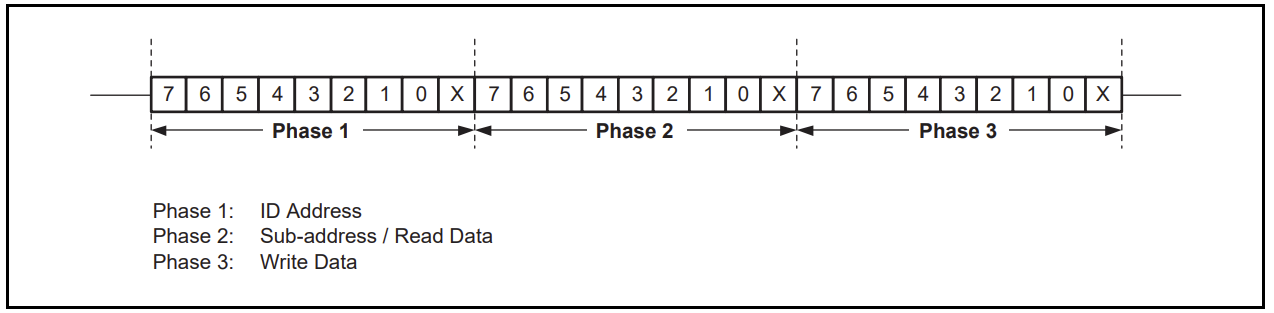 7 6 5 4 3 2 1 0 X 7 6 5 4 3 2 1 0 X 7 6 5 4 3 2 1 0 X
Phase 1 Phase 2 Phase 3
Phase 1: ID Address
Phase 2: Sub-address / Read Data
Phase 3: Write Data